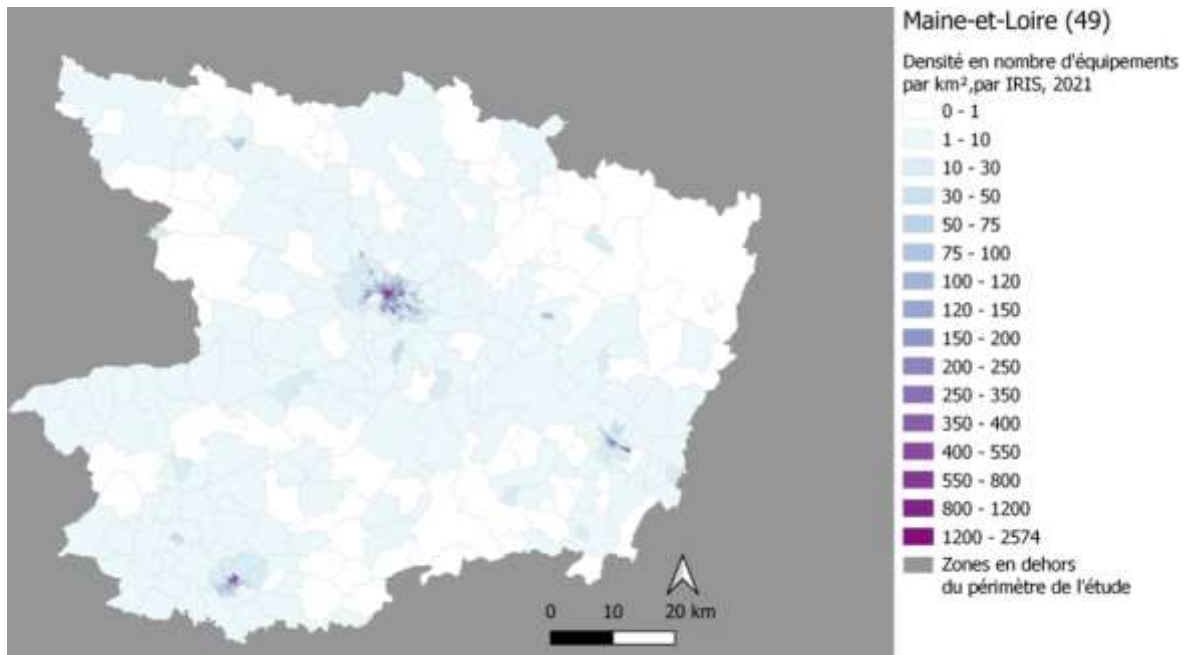 Maine-et-Loire (49)
Densité en nombre d'équipements
par km²,par IRIS, 2021
0 - 1
1 - 10
10 - 30
30 - 50
50 - 75
75 - 100
100 - 120
120 - 150
150 - 200
200 - 250
250 - 350
350 - 400
400 - 550
550 - 800
800 - 1200
1200 - 2574
Zones en dehors
du périmètre de l'étude
0 10 20 km